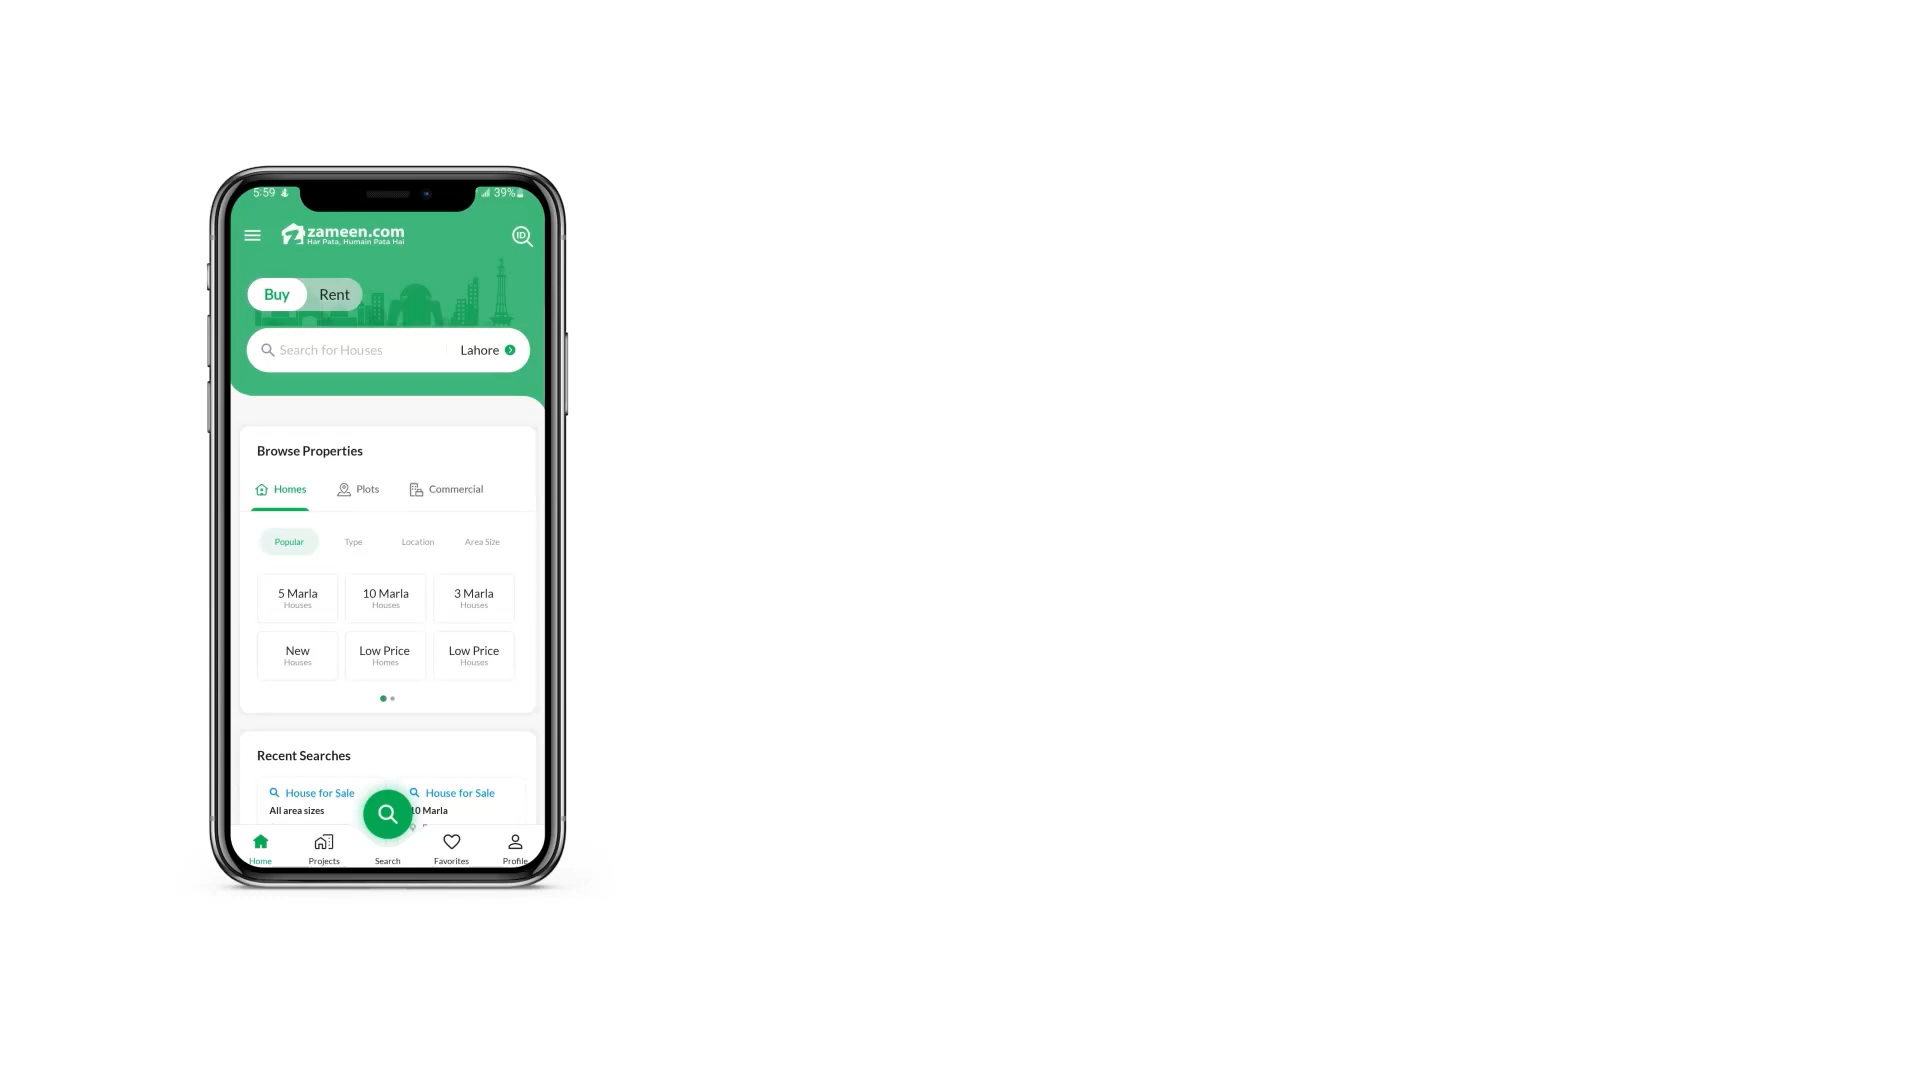 5:59
39%
zameen.com
Har Pata, Humain Pata Hai
ID
Buy Rent
Search for Houses Lahore
Browse Properties
Homes Plots Commercial
Popular Type Location Area Size
5 Marla 10 Marla 3 Marla
Houses Houses Houses
New Low Price Low Price
Houses Homes Houses
Recent Searches
House for Sale House for Sale
All area sizes 10 Marla
Home Projects Search Favorites Profile